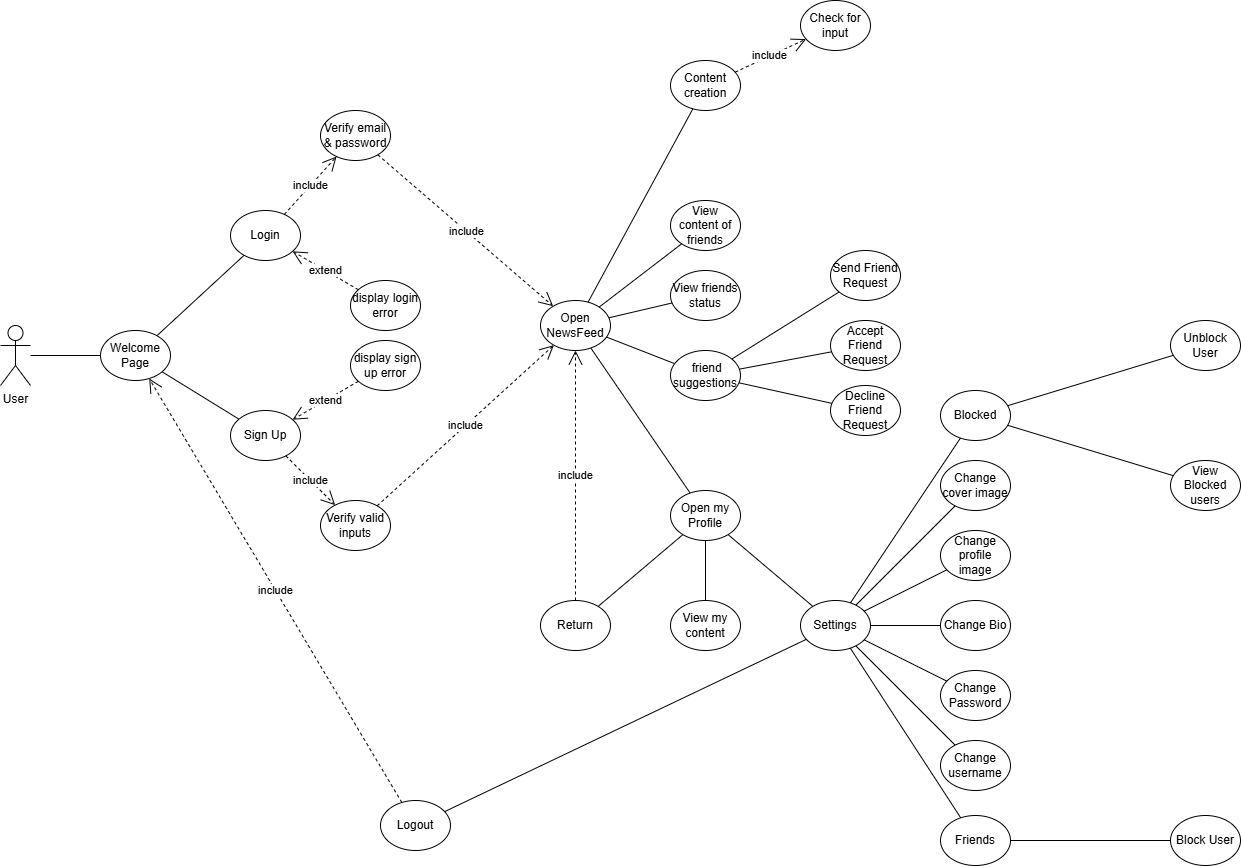 Check for
input
include
Content
creation
Verify email
& password
include
include
Login
extend
display login
error
View
content of
friends
View friends
status
Send Friend
Request
Open
NewsFeed
Accept
Friend
Request
friend
suggestions
Decline
Friend
Request
Welcome
Page
User
display sign
up error
extend
Sign Up
include
include
Verify valid
inputs
include
Unblock
User
Blocked
View
Blocked
users
Change
cover image
Open my
Profile
Change
profile
image
include
Return
View my
content
Settings
Change Bio
Change
Password
Change
username
Logout
Friends
Block User